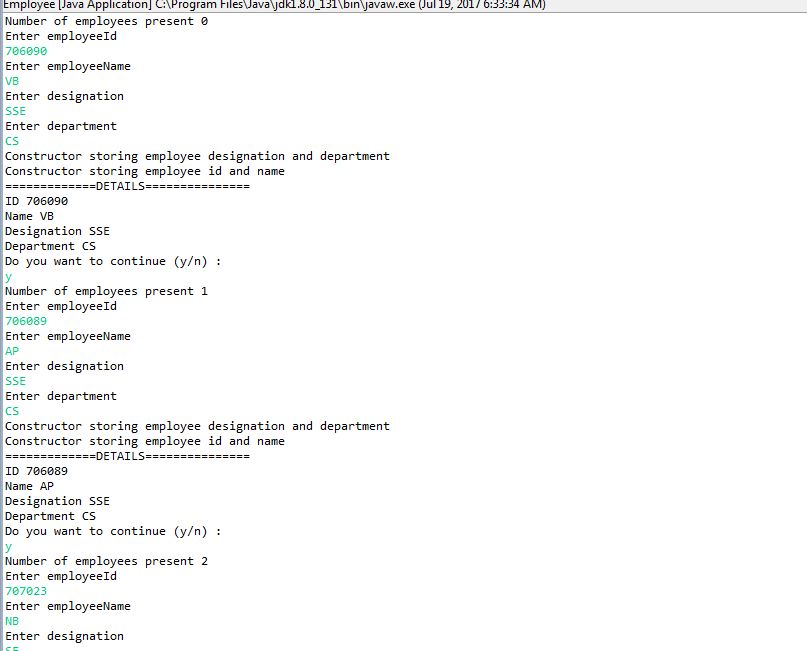 Employee [Java Application] C:\Program Files\Java\jdk1.8.0_131\bin\javaw.exe (Jul 19, 2017 6:33:34 AM)
Number of employees present 0
Enter employeeId
706090
Enter employeeName
VB
Enter designation
SSE
Enter department
CS
Constructor storing employee designation and department
Constructor storing employee id and name
=============DETAILS===============
ID 706090
Name VB
Designation SSE
Department CS
Do you want to continue (y/n) :
y
Number of employees present 1
Enter employeeId
706089
Enter employeeName
AP
Enter designation
SSE
Enter department
CS
Constructor storing employee designation and department
Constructor storing employee id and name
=============DETAILS===============
ID 706089
Name AP
Designation SSE
Department CS
Do you want to continue (y/n) :
y
Number of employees present 2
Enter employeeId
707023
Enter employeeName
NB
Enter designation